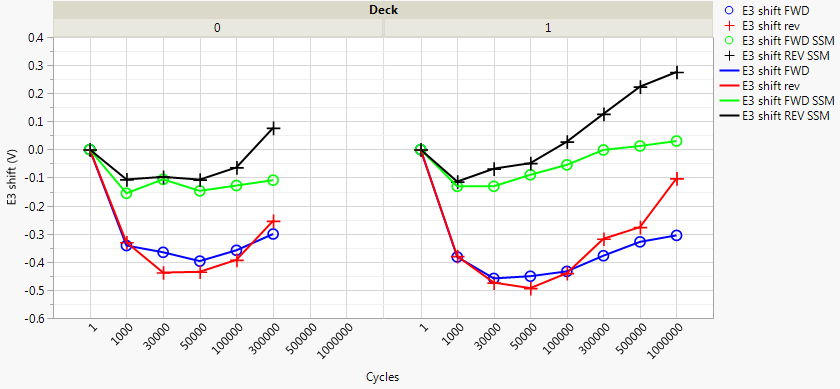 Deck
0 1
E3 shift FWD
E3 shift rev
E3 shift FWD SSM
E3 shift REV SSM
E3 shift FWD
E3 shift rev
E3 shift FWD SSM
E3 shift REV SSM
E3 shift (V)
0.4
0.3
0.2
0.1
0.0
-0.1
-0.2
-0.3
-0.4
-0.5
-0.6
1 1000 30000 50000 100000 300000 500000 1000000 1 1000 30000 50000 100000 300000 500000 1000000
Cycles